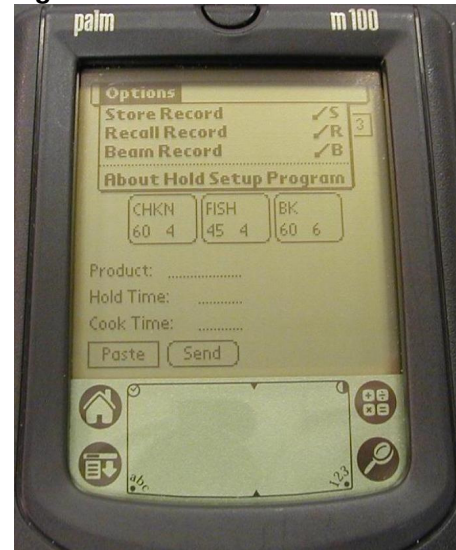 palm m100
Options
Store Record ✓S
Recall Record ✓R
Beam Record ✓B
3
About Hold Setup Program
CHKN FISH BK
60 4 45 4 60 6
Product: ..................
Hold Time: ...........
Cook Time: ...........
Paste Send
abc 123